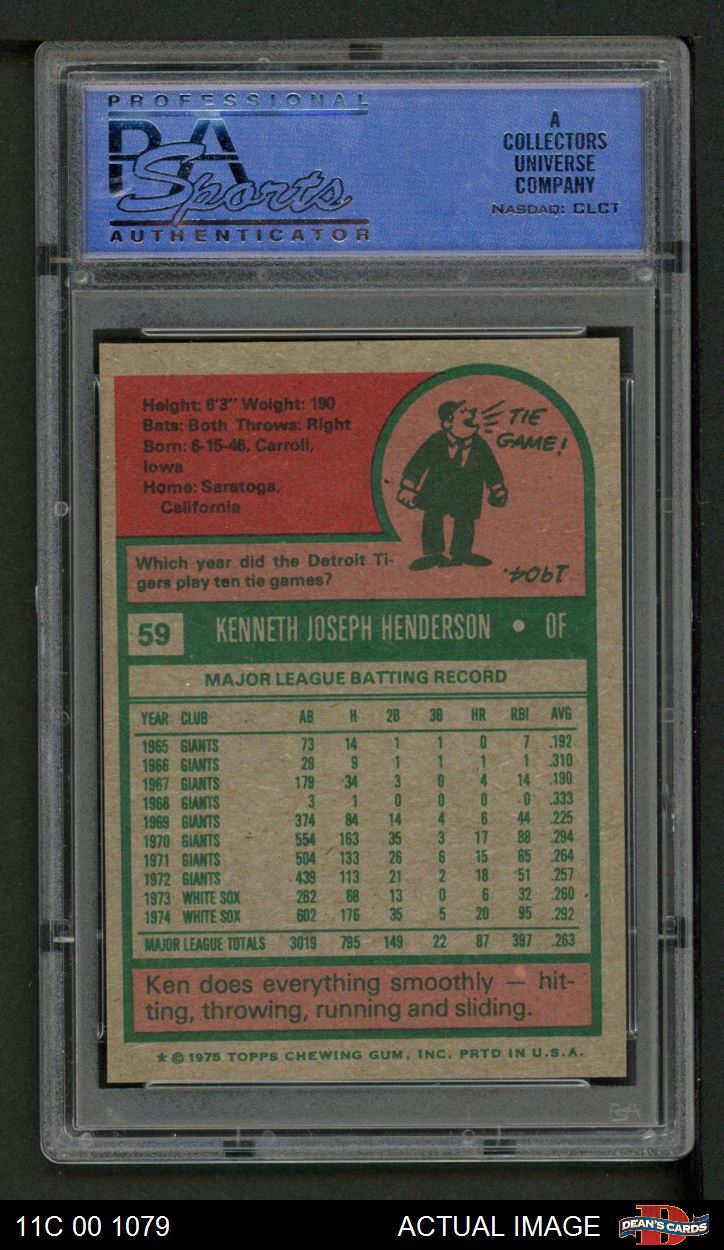 PROFESSIONAL
PSA
Sports
AUTHENTICATOR
A
COLLECTORS
UNIVERSE
COMPANY
NASDAQ: CLCT
Height: 6'3" Weight: 190
Bats: Both Throws: Right
Born: 6-15-46, Carroll,
Iowa
Home: Saratoga,
California
TIE
GAME!
Which year did the Detroit Ti-
gers play ten tie games?
1904.
59 KENNETH JOSEPH HENDERSON • OF
MAJOR LEAGUE BATTING RECORD
YEAR CLUB AB H 2B 3B HR RBI AVG
1965 GIANTS 73 14 1 1 0 7 .192
1966 GIANTS 29 9 1 1 1 1 .310
1967 GIANTS 179 34 3 0 4 14 .190
1968 GIANTS 3 1 0 0 0 0 .333
1969 GIANTS 374 84 14 4 6 44 .225
1970 GIANTS 554 163 35 3 17 88 .294
1971 GIANTS 504 133 26 6 15 65 .264
1972 GIANTS 439 113 21 2 18 51 .257
1973 WHITE SOX 262 68 13 0 6 32 .260
1974 WHITE SOX 602 176 35 5 20 95 .292
MAJOR LEAGUE TOTALS 3019 795 149 22 87 397 .263
Ken does everything smoothly — hit-
ting, throwing, running and sliding.
* © 1975 TOPPS CHEWING GUM, INC. PRTD IN U.S.A.
PSA
11C 00 1079 ACTUAL IMAGE DEAN'S CARDS